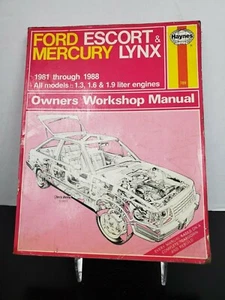 FORD ESCORT &
MERCURY LYNX
Haynes
1981 through 1988
All models : 1.3, 1.6 & 1.9 liter engines
Owners Workshop Manual